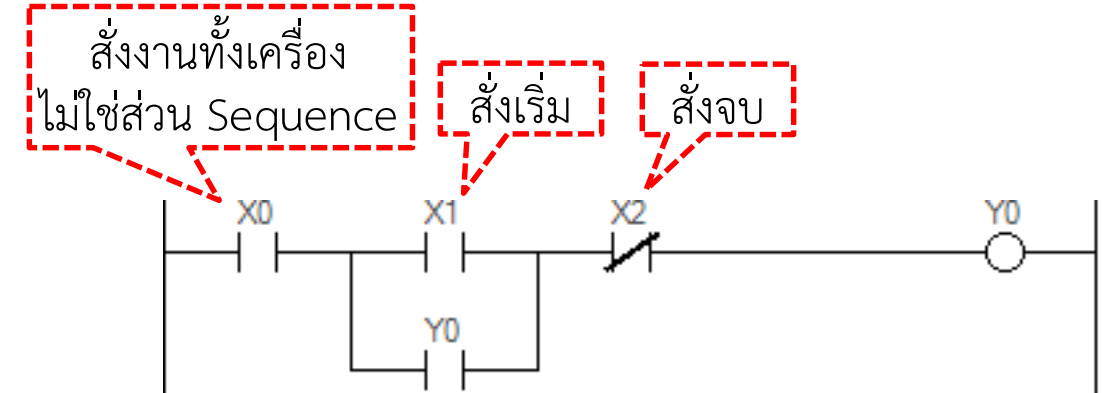 สั่งงานทั้งเครื่อง
ไม่ใช่ส่วน Sequence
สั่งเริ่ม
สั่งจบ
X0
X1
X2
Y0
Y0